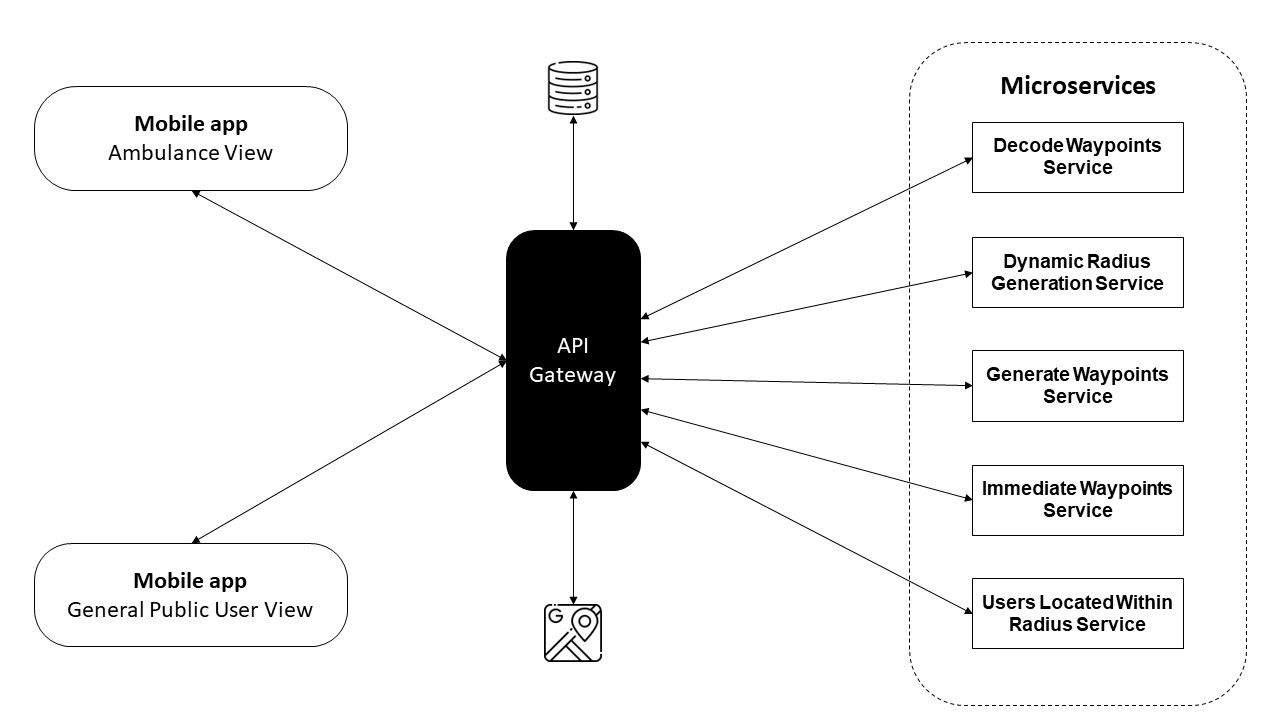 Mobile app
Ambulance View
Mobile app
General Public User View
API
Gateway
G
Microservices
Decode Waypoints
Service
Dynamic Radius
Generation Service
Generate Waypoints
Service
Immediate Waypoints
Service
Users Located Within
Radius Service